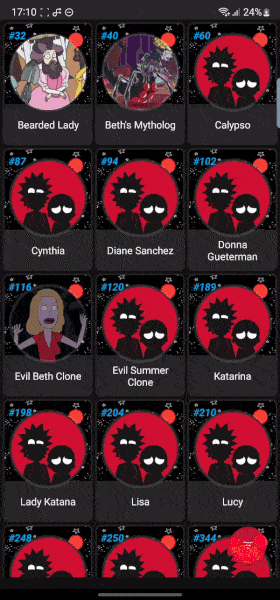 17:10 24%
#32 #40 #60
Bearded Lady Beth's Mytholog Calypso
#87 #94 #102
Cynthia Diane Sanchez Donna
Gueterman
#116 #120 #189
Evil Beth Clone Evil Summer Katarina
Clone
#198 #204 #210
Lady Katana Lisa Lucy
#248 #250 #344